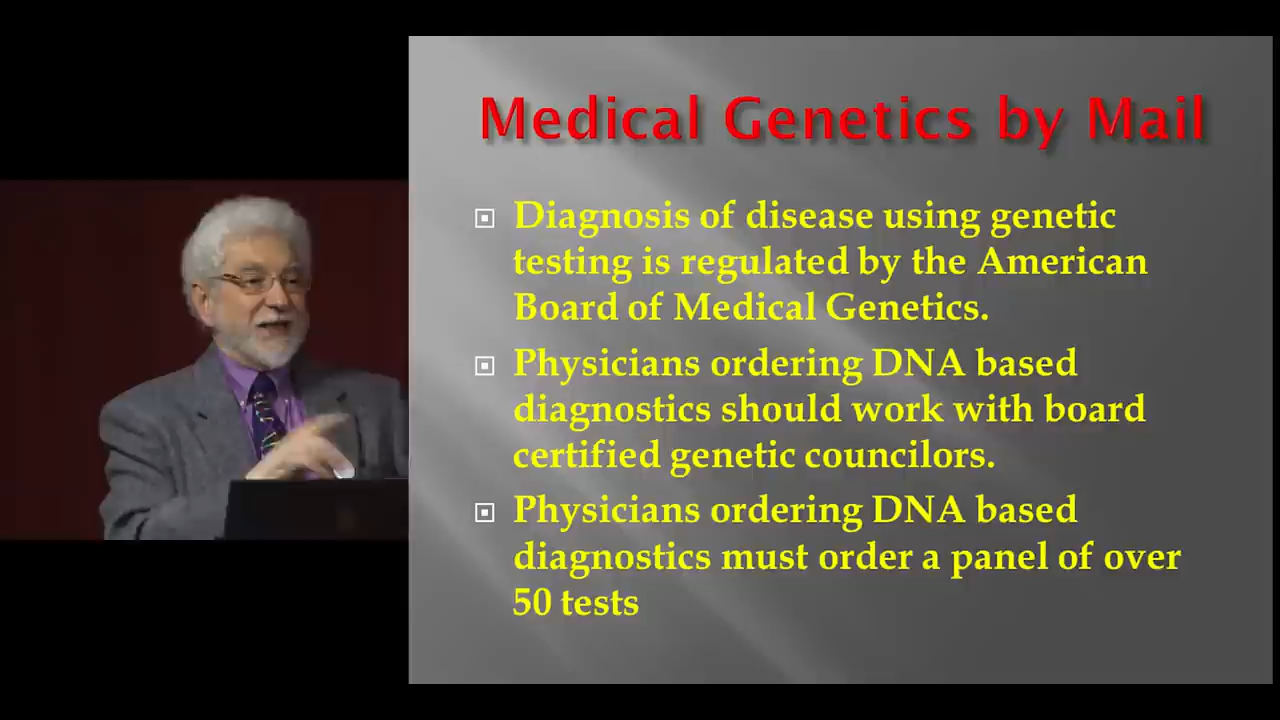 Medical Genetics by Mail
Diagnosis of disease using genetic
testing is regulated by the American
Board of Medical Genetics.
Physicians ordering DNA based
diagnostics should work with board
certified genetic councilors.
Physicians ordering DNA based
diagnostics must order a panel of over
50 tests